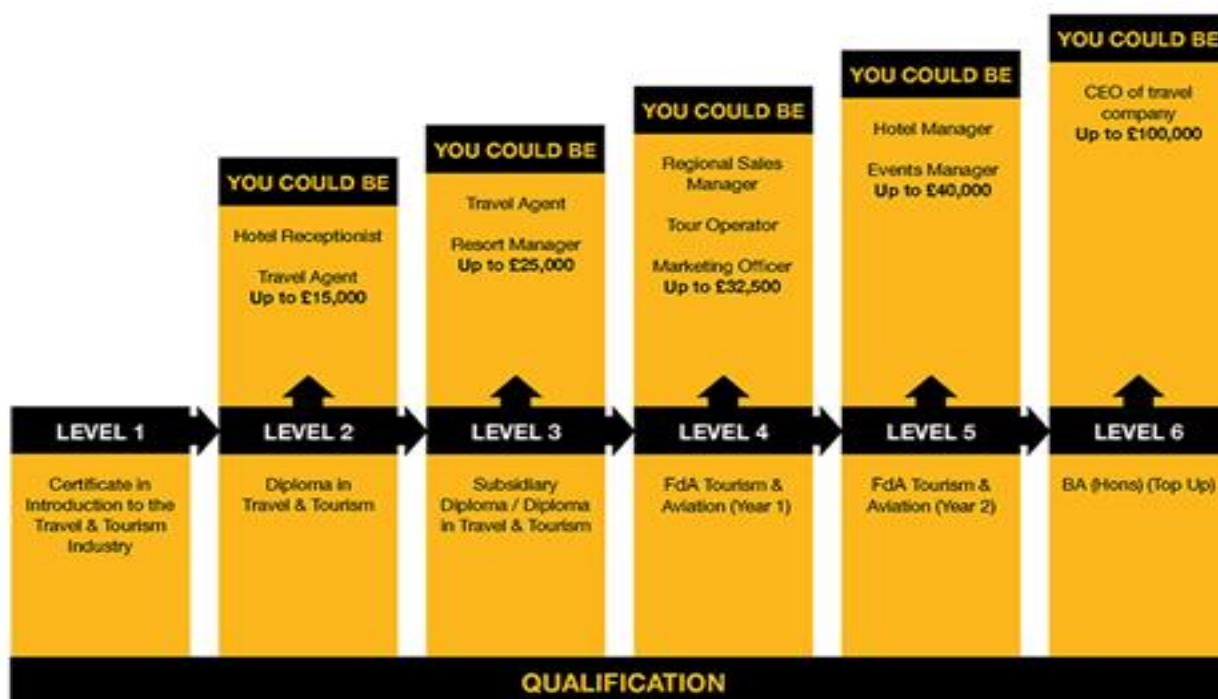 YOU COULD BE
Hotel Receptionist
Travel Agent
Up to £15,000
YOU COULD BE
Travel Agent
Resort Manager
Up to £25,000
YOU COULD BE
Regional Sales
Manager
Tour Operator
Marketing Officer
Up to £32,500
YOU COULD BE
Hotel Manager
Events Manager
Up to £40,000
YOU COULD BE
CEO of travel
company
Up to £100,000
LEVEL 1
LEVEL 2
LEVEL 3
LEVEL 4
LEVEL 5
LEVEL 6
Certificate in
Introduction to the
Travel & Tourism
Industry
Diploma in
Travel & Tourism
Subsidiary
Diploma / Diploma
in Travel & Tourism
FdA Tourism &
Aviation (Year 1)
FdA Tourism &
Aviation (Year 2)
BA (Hons) (Top Up)
QUALIFICATION